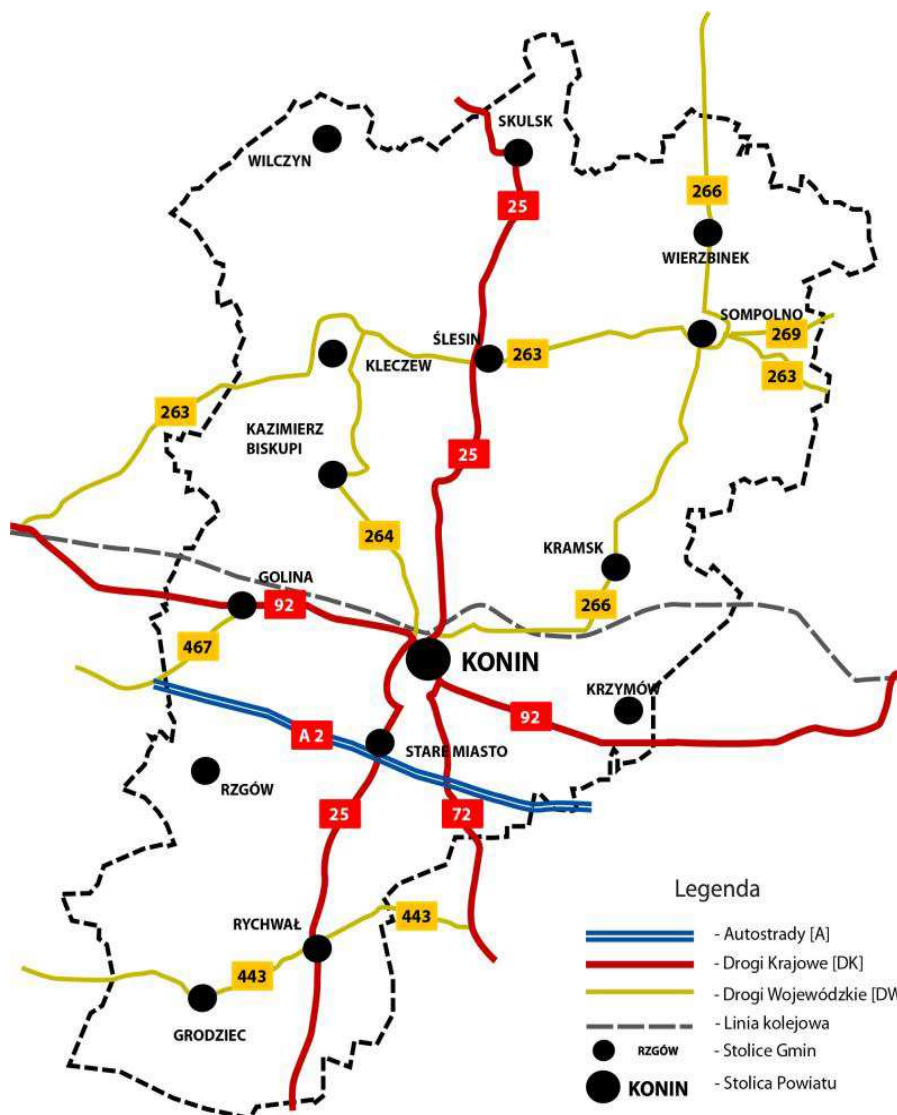 SKULSK
WILCZYN
25
266
WIERZBINEK
SOMPOLNO
269
ŚLESIN
263
KLECZEW
263
263
KAZIMIERZ
BISKUPI
25
264
KRAMSK
GOLINA
92
266
467
KONIN
KRZYMÓW
92
A 2
STARE MIASTO
RZGÓW
25
72
RYCHWAŁ
443
443
GRODZIEC
Legenda
- Autostrady [A]
- Drogi Krajowe [DK]
- Drogi Wojewódzkie [DW
- Linia kolejowa
RZGÓW - Stolice Gmin
KONIN - Stolica Powiatu